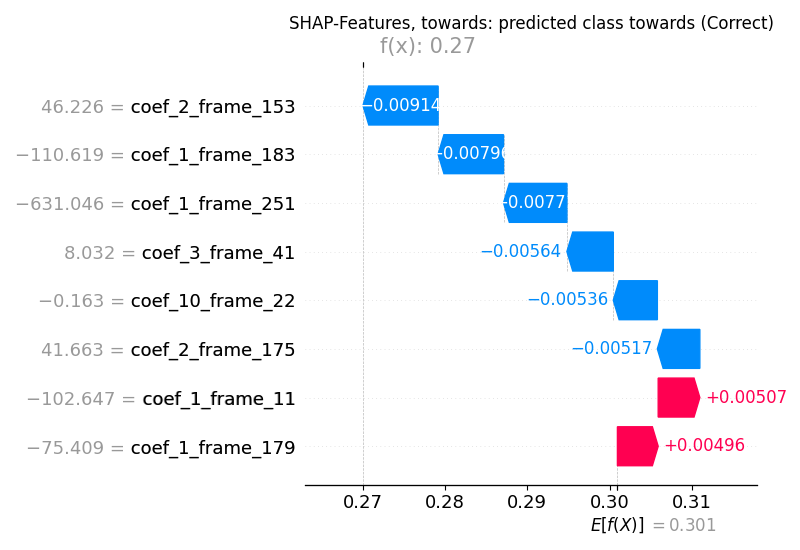 SHAP-Features, towards: predicted class towards (Correct)
f(x): 0.27
46.226 = coef_2_frame_153 −0.00914
−110.619 = coef_1_frame_183 −0.00796
−631.046 = coef_1_frame_251 −0.0077
8.032 = coef_3_frame_41 −0.00564
−0.163 = coef_10_frame_22 −0.00536
41.663 = coef_2_frame_175 −0.00517
−102.647 = coef_1_frame_11 +0.00507
−75.409 = coef_1_frame_179 +0.00496
0.27 0.28 0.29 0.30 0.31
E[f(X)] = 0.301